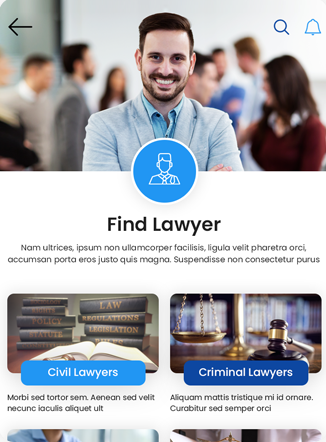 Find Lawyer
Nam ultrices, ipsum non ullamcorper facilisis, ligula velit pharetra orci,
accumsan porta eros justo quis magna. Suspendisse non consectetur purus
LAW
REGULATIONS
LEGISLATION
Civil Lawyers
Criminal Lawyers
Morbi sed tortor sem. Aenean sed velit
necunc iaculis aliquet ult
Aliquam mattis tristique mi id ornare.
Curabitur sed semper orci